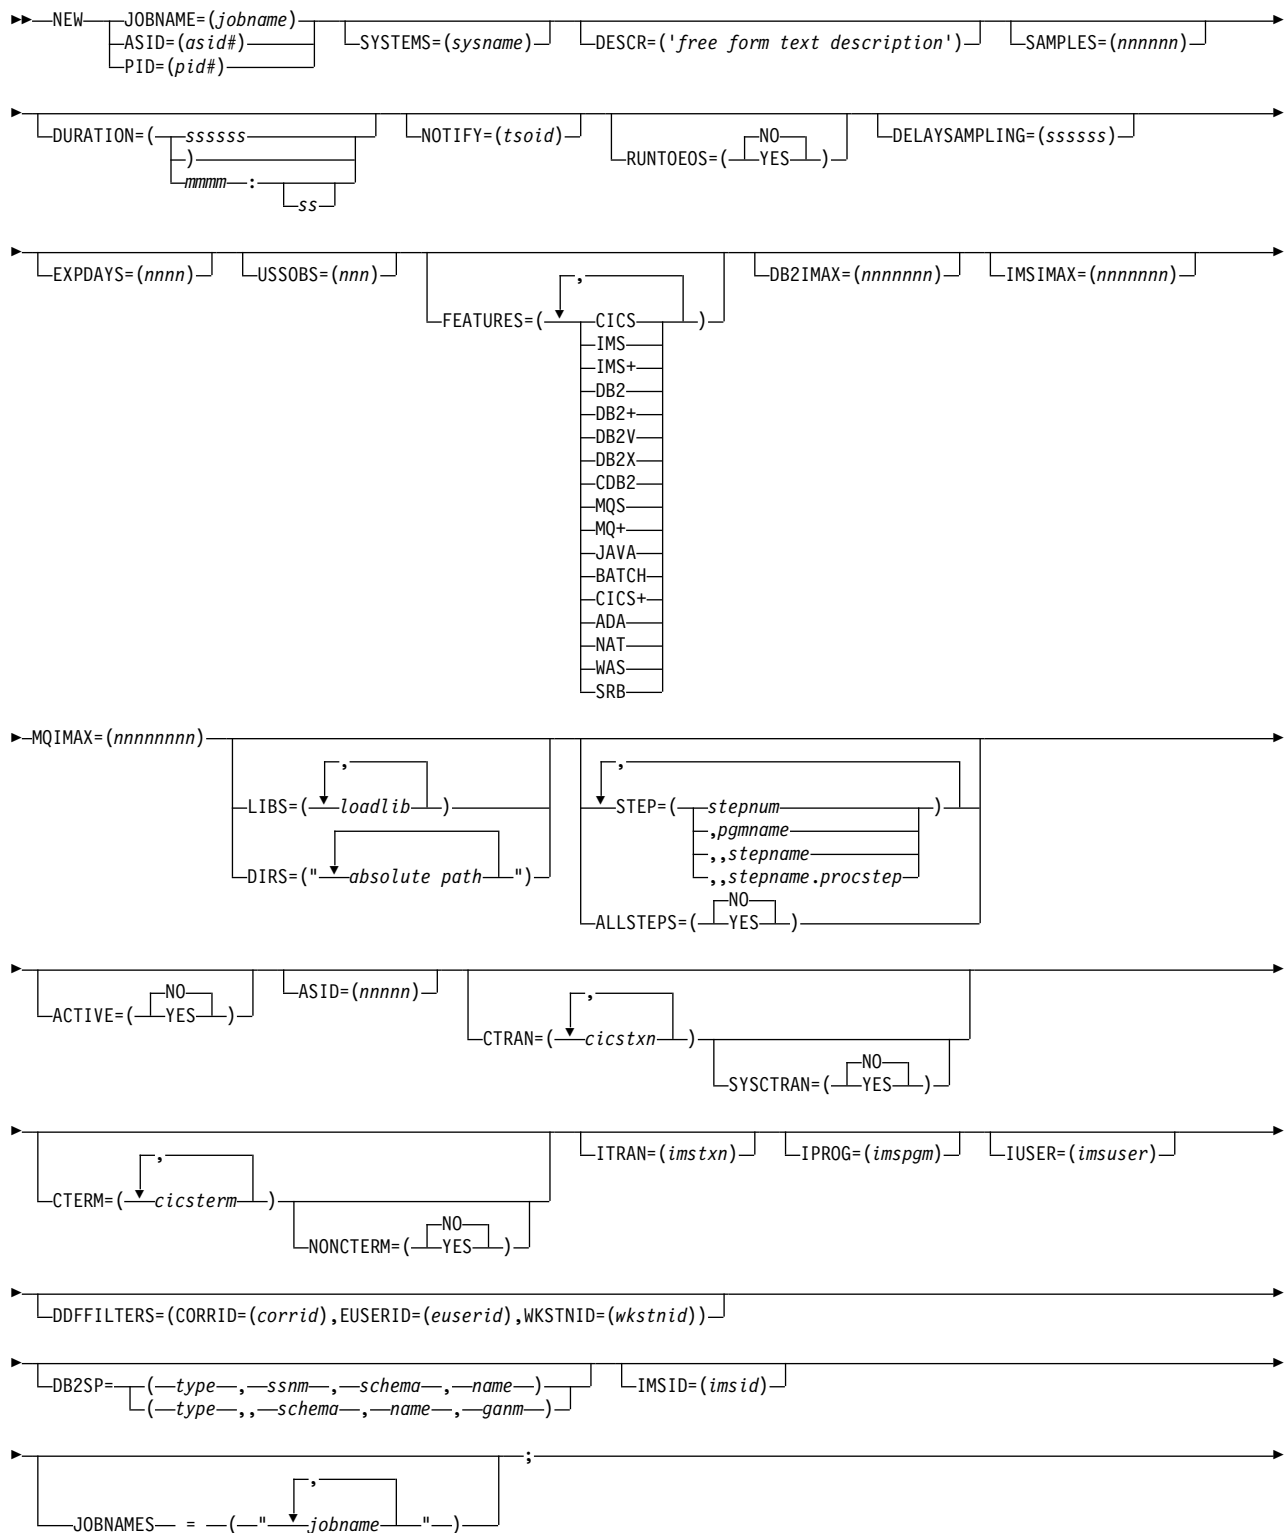 NEW JOBNAME=(jobname)
ASID=(asid#)
PID=(pid#)
SYSTEMS=(sysname)
DESCR=('free form text description')
SAMPLES=(nnnnnn)
DURATION=( ssssss
)
mmmm :
ss
NOTIFY=(tsoid)
NO
RUNTOEOS=( YES )
DELAYSAMPLING=(ssssss)
EXPDAYS=(nnnn)
USSOBS=(nnn)
,
FEATURES=( CICS )
IMS
IMS+
DB2
DB2+
DB2V
DB2X
CDB2
MQS
MQ+
JAVA
BATCH
CICS+
ADA
NAT
WAS
SRB
DB2IMAX=(nnnnnnn)
IMSIMAX=(nnnnnnn)
MQIMAX=(nnnnnnnn)
,
LIBS=( loadlib )
DIRS=(" absolute path ")
,
STEP=( stepnum )
,pgmname
,,stepname
,,stepname.procstep
NO
ALLSTEPS=( YES )
NO
ACTIVE=( YES )
ASID=(nnnnn)
,
CTRAN=( cicstxn )
NO
SYSCTRAN=( YES )
,
CTERM=( cicsterm )
NO
NONCTERM=( YES )
ITRAN=(imstxn)
IPROG=(imspgm)
IUSER=(imsuser)
DDFFILTERS=(CORRID=(corrid),EUSERID=(euserid),WKSTNID=(wkstnid))
DB2SP= ( type , ssnm , schema , name )
( type ,, schema , name , ganm )
IMSID=(imsid)
;
,
JOBNAMES = ( " jobname " )